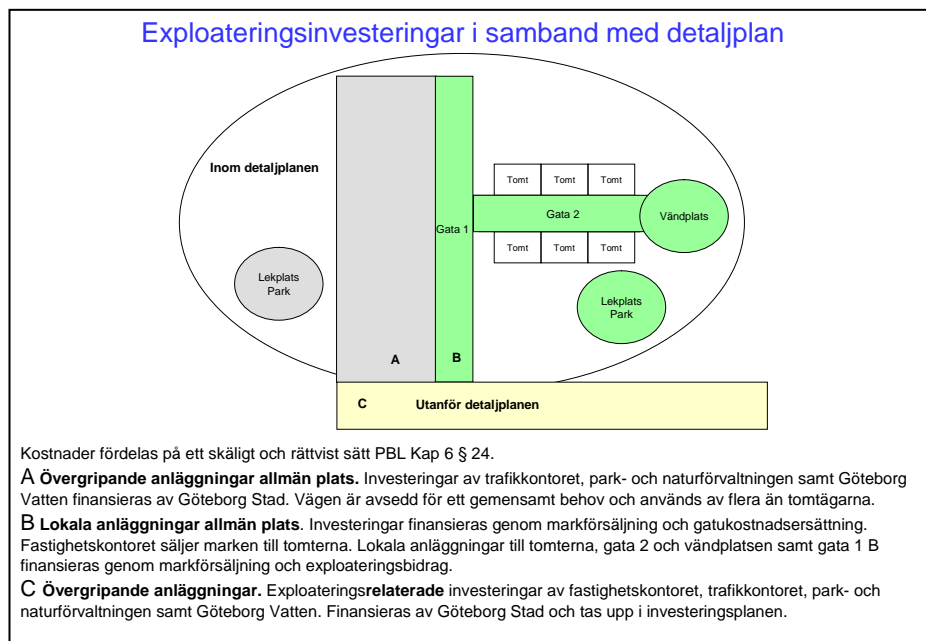 Exploateringsinvesteringar i samband med detaljplan
Inom detaljplanen
Tomt Tomt Tomt
Gata 1
Gata 2
Vändplats
Tomt Tomt Tomt
Lekplats
Park
Lekplats
Park
A
B
C Utanför detaljplanen
Kostnader fördelas på ett skäligt och rättvist sätt PBL Kap 6 § 24.
A Övergripande anläggningar allmän plats. Investeringar av trafikkontoret, park- och naturförvaltningen samt Göteborg
Vatten finansieras av Göteborg Stad. Vägen är avsedd för ett gemensamt behov och används av flera än tomtägarna.
B Lokala anläggningar allmän plats. Investeringar finansieras genom markförsäljning och gatukostnadsersättning.
Fastighetskontoret säljer marken till tomterna. Lokala anläggningar till tomterna, gata 2 och vändplatsen samt gata 1 B
finansieras genom markförsäljning och exploateringsbidrag.
C Övergripande anläggningar. Exploateringsrelaterade investeringar av fastighetskontoret, trafikkontoret, park- och
naturförvaltningen samt Göteborg Vatten. Finansieras av Göteborg Stad och tas upp i investeringsplanen.